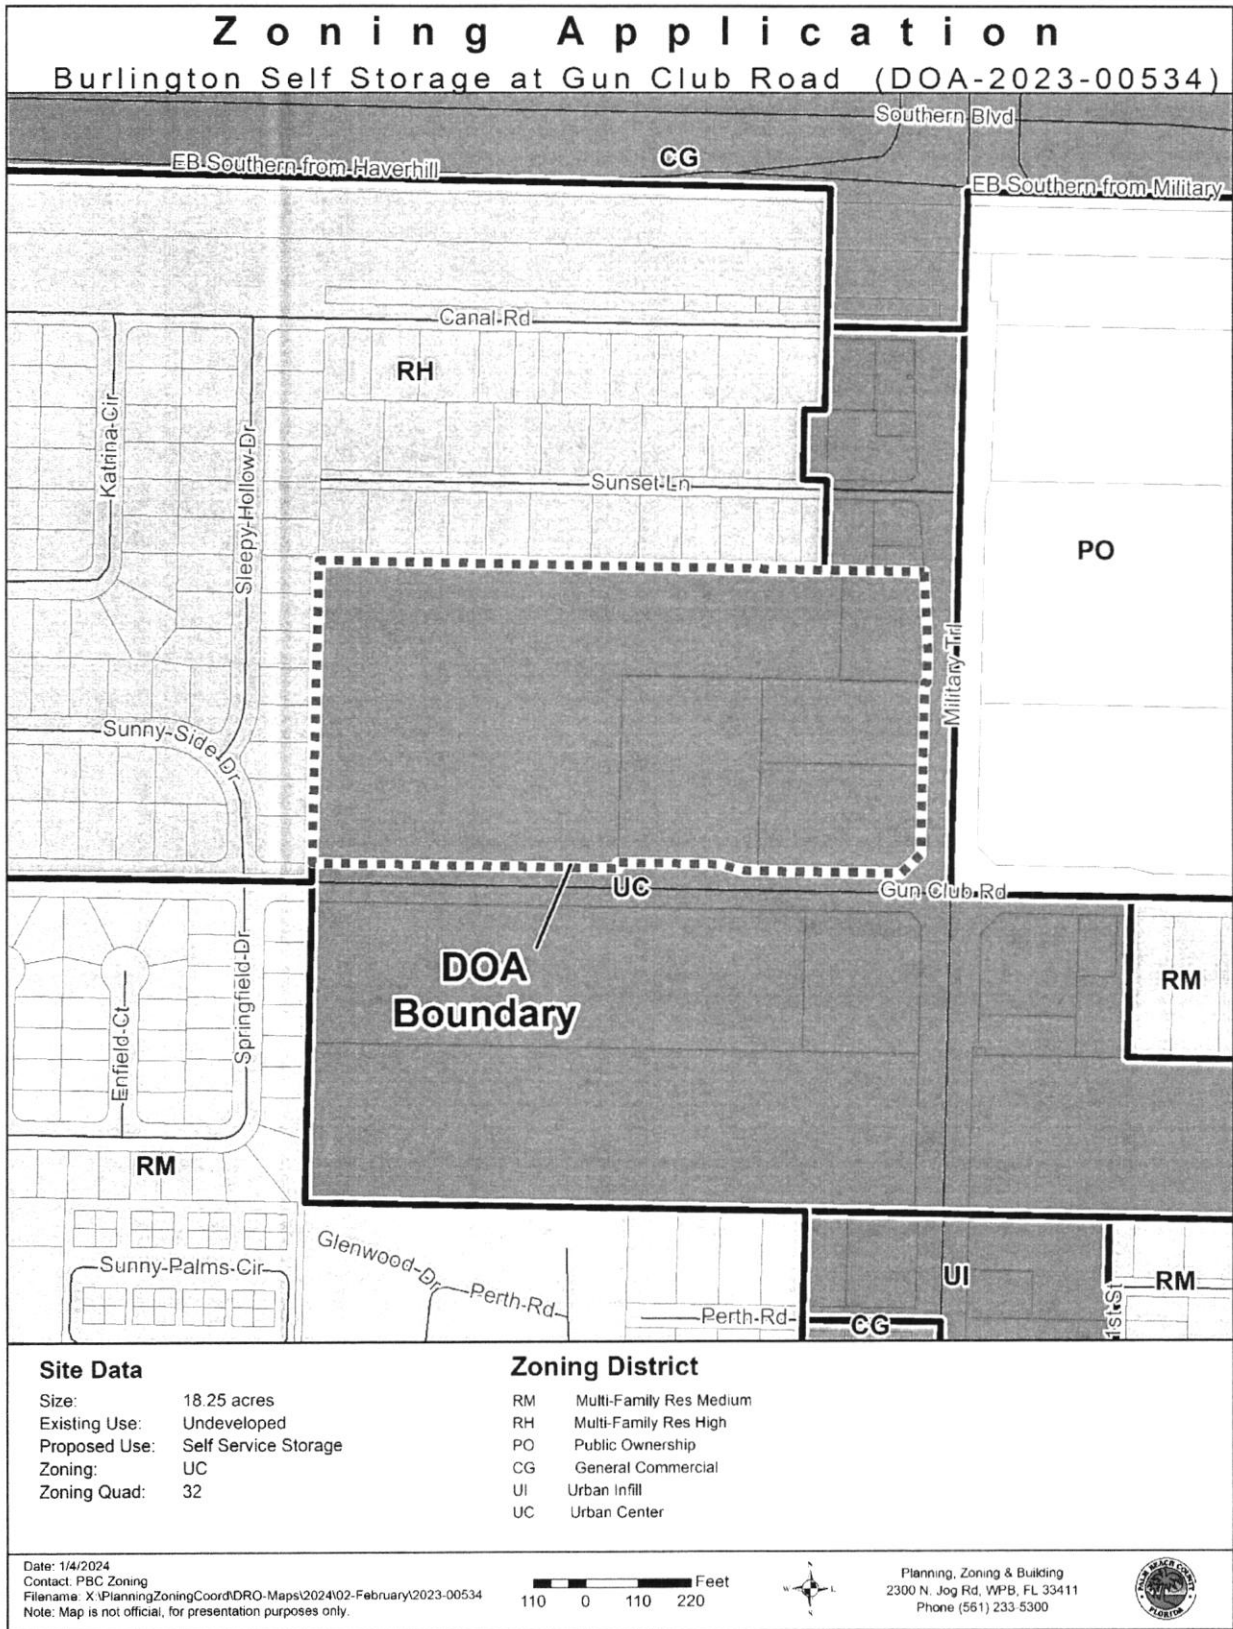 Zoning Application
Burlington Self Storage at Gun Club Road (DOA-2023-00534)
Southern Blvd
EB Southern from Haverhill
CG
EB Southern from Military
Canal Rd
RH
Katrina-Cir
Sleepy-Hollow-Dr
Sunset Ln
PO
Military Trl
Sunny-Side-Dr
UC
Gun Club Rd
DOA
Boundary
RM
Springfield-Dr
Enfield-Ct
RM
Glenwood-Dr
Sunny-Palms-Cir
Perth-Rd
UI
RM
1st St
Perth-Rd
CG
Site Data
Size: 18.25 acres
Existing Use: Undeveloped
Proposed Use: Self Service Storage
Zoning: UC
Zoning Quad: 32
Zoning District
RM Multi-Family Res Medium
RH Multi-Family Res High
PO Public Ownership
CG General Commercial
UI Urban Infill
UC Urban Center
Date: 1/4/2024
Contact: PBC Zoning
Filename: X:\PlanningZoningCoord\DRO-Maps\2024\02-February\2023-00534
Note: Map is not official, for presentation purposes only.
Feet
110 0 110 220
Planning, Zoning & Building
2300 N. Jog Rd, WPB, FL 33411
Phone (561) 233-5300
PALM BEACH COUNTY
FLORIDA